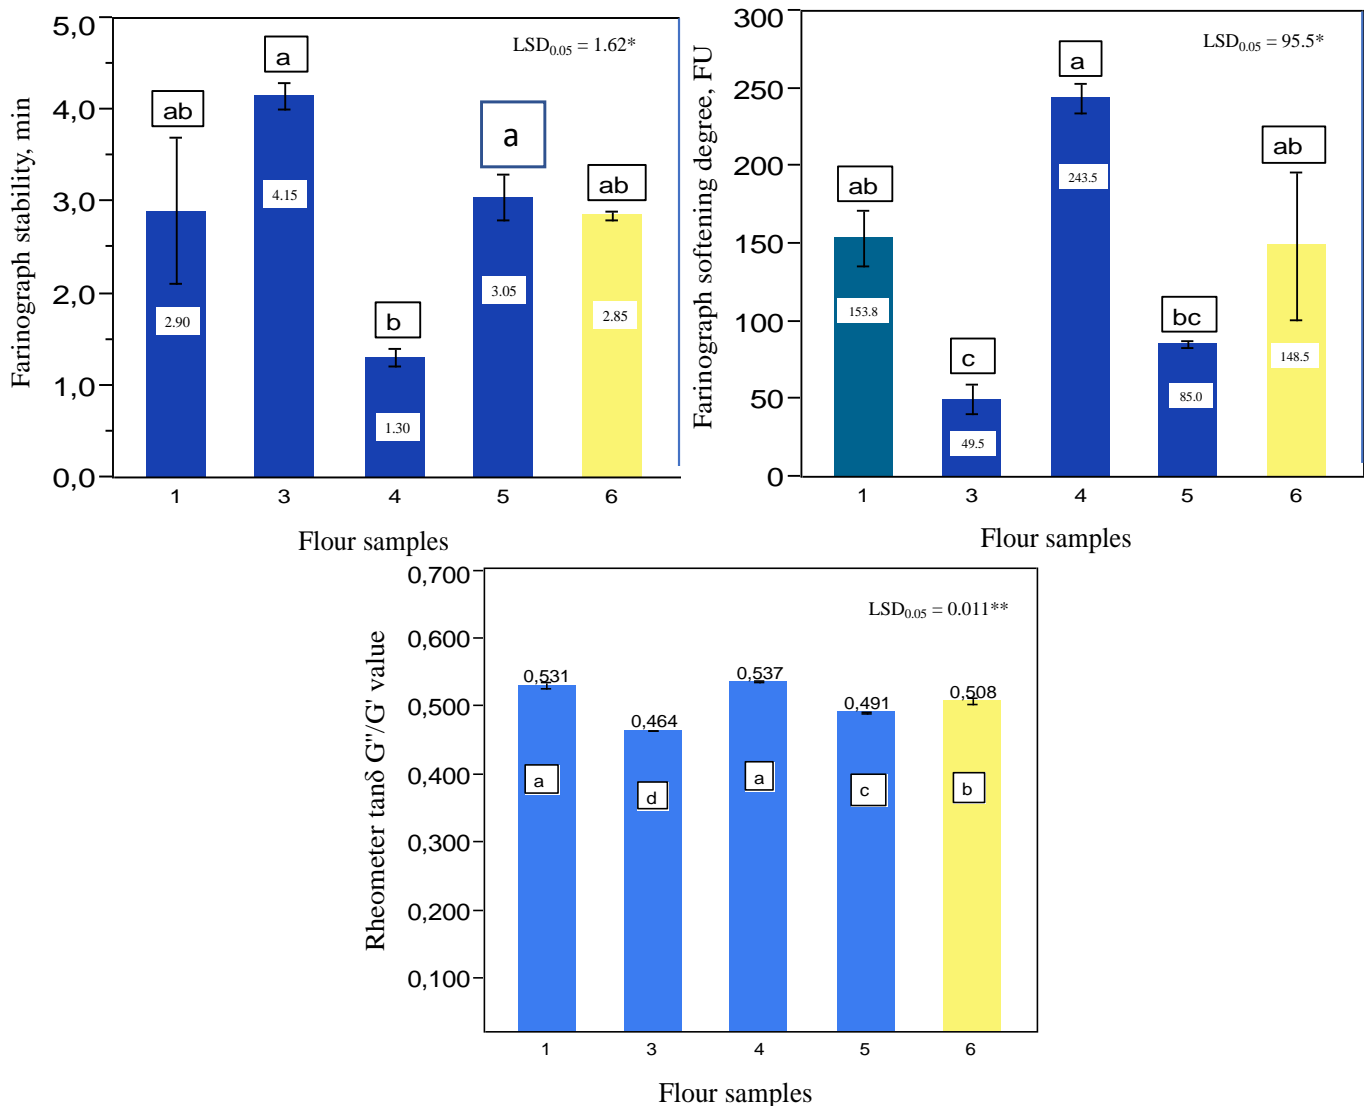 Farinograph stability, min
5,0
4,0
3,0
2,0
1,0
0,0
LSD0.05 = 1.62*
ab
a
b
a
ab
2.90
4.15
1.30
3.05
2.85
1 3 4 5 6
Flour samples
Farinograph softening degree, FU
300
250
200
150
100
50
0
LSD0.05 = 95.5*
ab
c
a
bc
ab
153.8
49.5
243.5
85.0
148.5
1 3 4 5 6
Flour samples
Rheometer tanδ G"/G' value
0,700
0,600
0,500
0,400
0,300
0,200
0,100
LSD0.05 = 0.011**
0,531
0,464
0,537
0,491
0,508
a
d
a
c
b
1 3 4 5 6
Flour samples